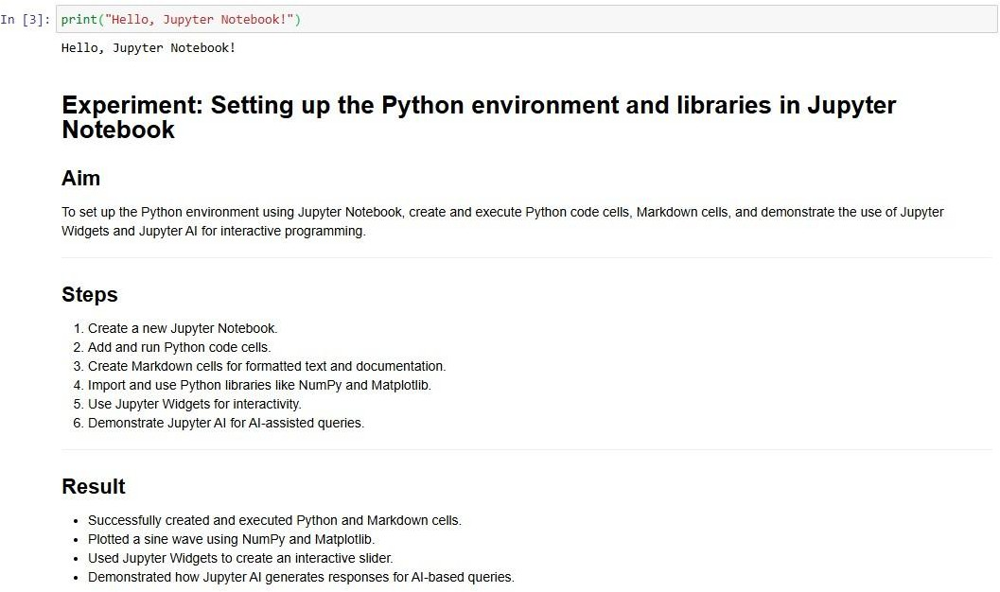 In [3]: print("Hello, Jupyter Notebook!")
Hello, Jupyter Notebook!
Experiment: Setting up the Python environment and libraries in Jupyter
Notebook
Aim
To set up the Python environment using Jupyter Notebook, create and execute Python code cells, Markdown cells, and demonstrate the use of Jupyter
Widgets and Jupyter AI for interactive programming.
Steps
1. Create a new Jupyter Notebook.
2. Add and run Python code cells.
3. Create Markdown cells for formatted text and documentation.
4. Import and use Python libraries like NumPy and Matplotlib.
5. Use Jupyter Widgets for interactivity.
6. Demonstrate Jupyter AI for AI-assisted queries.
Result
• Successfully created and executed Python and Markdown cells.
• Plotted a sine wave using NumPy and Matplotlib.
• Used Jupyter Widgets to create an interactive slider.
• Demonstrated how Jupyter AI generates responses for AI-based queries.